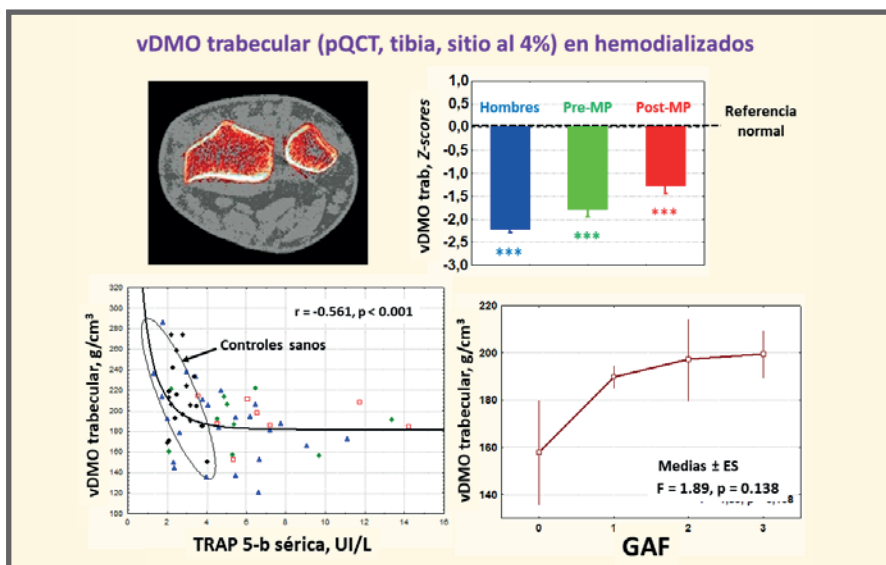 vDMO trabecular (pQCT, tibia, sitio al 4%) en hemodializados
vDMO trab, Z-scores
1,0
0,5
0,0
-0,5
-1,0
-1,5
-2,0
-2,5
-3,0
Hombres
Pre-MP
Post-MP
Referencia
normal
***
***
***
vDMO trabecular, g/cm³
320
300
280
260
240
220
200
180
160
140
120
100
r = -0.561, p < 0.001
Controles sanos
0 2 4 6 8 10 12 14 16
TRAP 5-b sérica, UI/L
vDMO trabecular, g/cm³
220
200
180
160
140
Medias ± ES
F = 1.89, p = 0.138
0 1 2 3
GAF